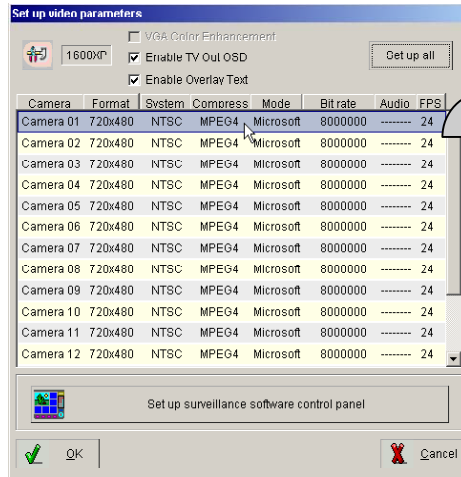 Set up video parameters
VGA Color Enhancement
1600XP
Enable TV Out OSD
Set up all
Enable Overlay Text
Camera Format System Compress Mode Bit rate Audio FPS
Camera 01 720x480 NTSC MPEG4 Microsoft 8000000 -------- 24
Camera 02 720x480 NTSC MPEG4 Microsoft 8000000 -------- 24
Camera 03 720x480 NTSC MPEG4 Microsoft 8000000 -------- 24
Camera 04 720x480 NTSC MPEG4 Microsoft 8000000 -------- 24
Camera 05 720x480 NTSC MPEG4 Microsoft 8000000 -------- 24
Camera 06 720x480 NTSC MPEG4 Microsoft 8000000 -------- 24
Camera 07 720x480 NTSC MPEG4 Microsoft 8000000 -------- 24
Camera 08 720x480 NTSC MPEG4 Microsoft 8000000 -------- 24
Camera 09 720x480 NTSC MPEG4 Microsoft 8000000 -------- 24
Camera 10 720x480 NTSC MPEG4 Microsoft 8000000 -------- 24
Camera 11 720x480 NTSC MPEG4 Microsoft 8000000 -------- 24
Camera 12 720x480 NTSC MPEG4 Microsoft 8000000 -------- 24
Set up surveillance software control panel
OK
Cancel